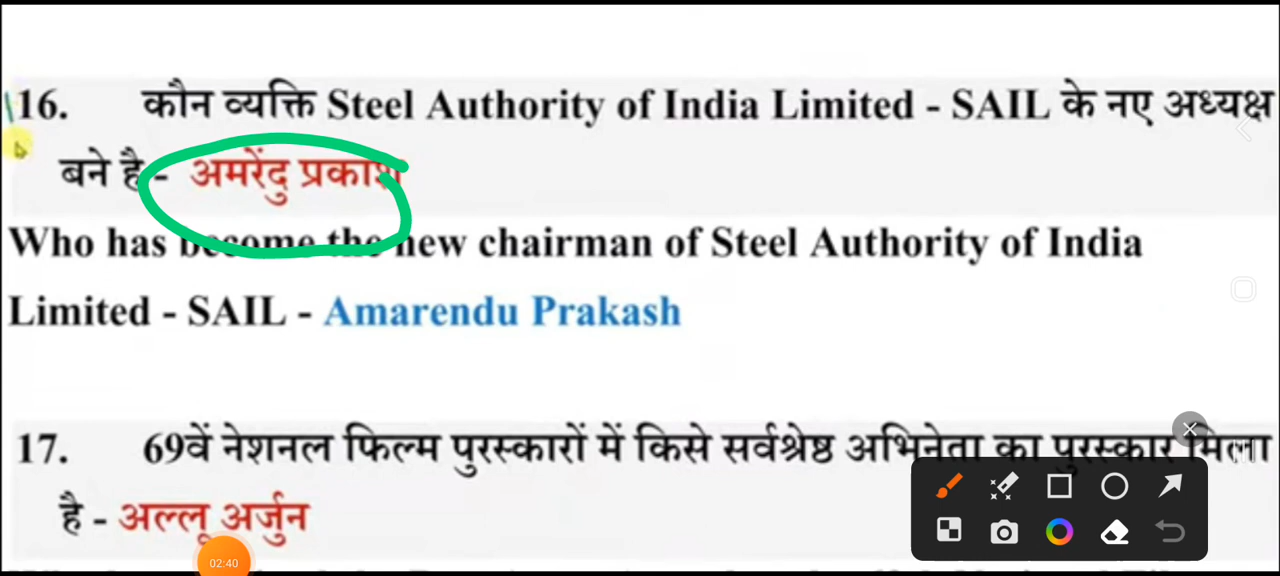 16. कौन व्यक्ति Steel Authority of India Limited - SAIL के नए अध्यक्ष
बने है - अमरेंदु प्रकाश
Who has become the new chairman of Steel Authority of India
Limited - SAIL - Amarendu Prakash
17. 69वें नेशनल फिल्म पुरस्कारों में किसे सर्वश्रेष्ठ अभिनेता का पुरस्कार मिला
है - अल्लू अर्जुन
02:40